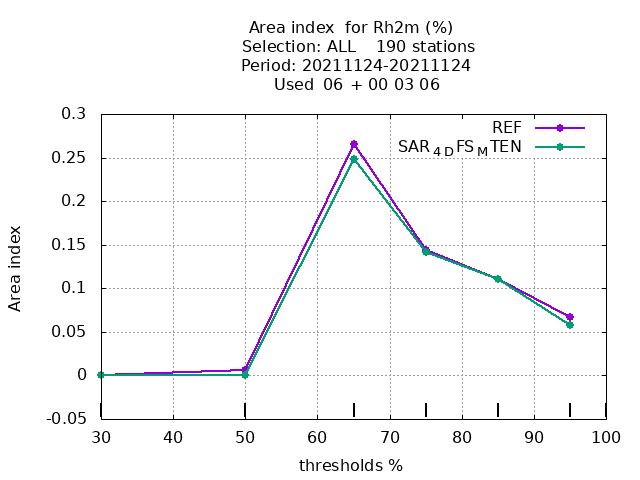 Area index  for Rh2m (%)
Selection: ALL    190 stations
Period: 20211124-20211124
Used  06 + 00 03 06
REF
SAR4DFSMTEN
0.3
0.25
0.2
0.15
0.1
0.05
0
-0.05
Area index
30 40 50 60 70 80 90 100
thresholds %